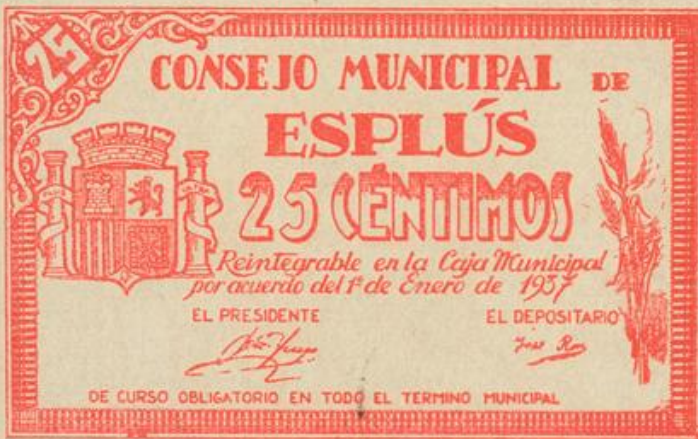 25
CONSEJO MUNICIPAL DE
ESPLÚS
25 CÉNTIMOS
Reintegrable en la Caja Municipal
por acuerdo del 1º de Enero de 1937
EL PRESIDENTE EL DEPOSITARIO
DE CURSO OBLIGATORIO EN TODO EL TERMINO MUNICIPAL